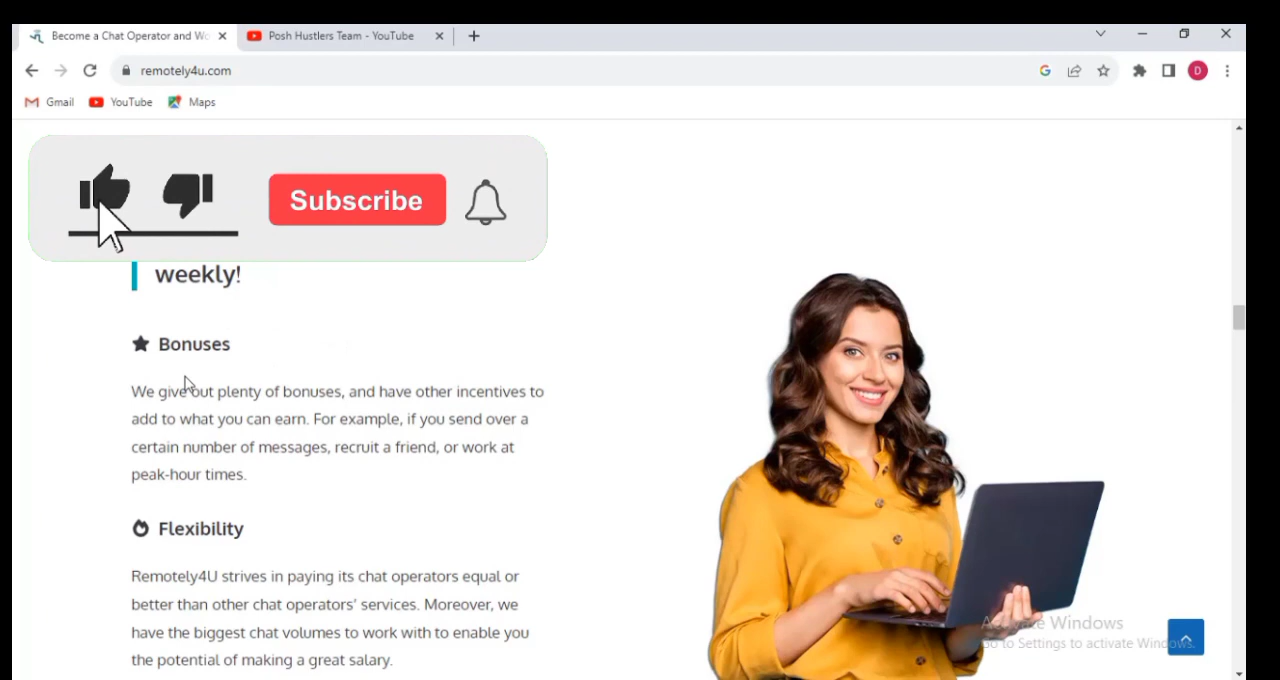 Become a Chat Operator and Wo
Posh Hustlers Team - YouTube
remotely4u.com
G
D
Gmail
YouTube
Maps
Subscribe
weekly!
Bonuses
We give out plenty of bonuses, and have other incentives to
add to what you can earn. For example, if you send over a
certain number of messages, recruit a friend, or work at
peak-hour times.
Flexibility
Remotely4U strives in paying its chat operators equal or
better than other chat operators' services. Moreover, we
have the biggest chat volumes to work with to enable you
the potential of making a great salary.
Activate Windows
Go to Settings to activate Windows.